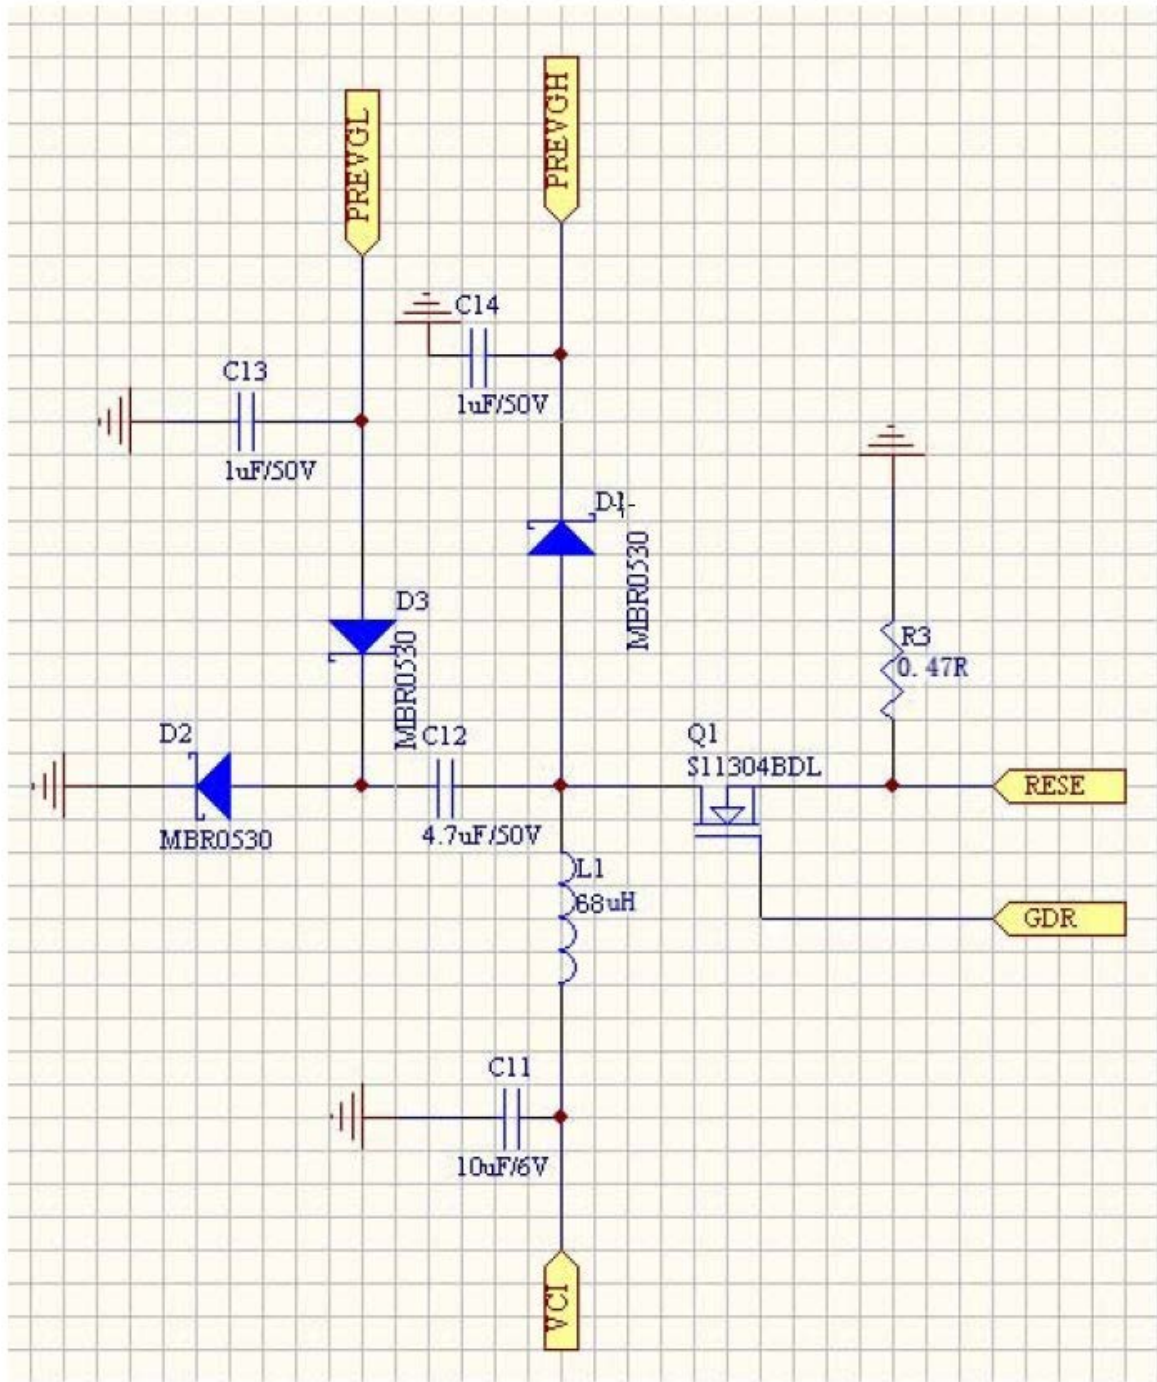 PREVGH
PREVGL
C14
1uF/50V
C13
1uF/50V
D1
MBR0530
D3
MBR0530
R3
0.47R
D2
MBR0530
C12
4.7uF/50V
Q1
S11304BDL
RESE
GDR
L1
68uH
C11
10uF/6V
VCI